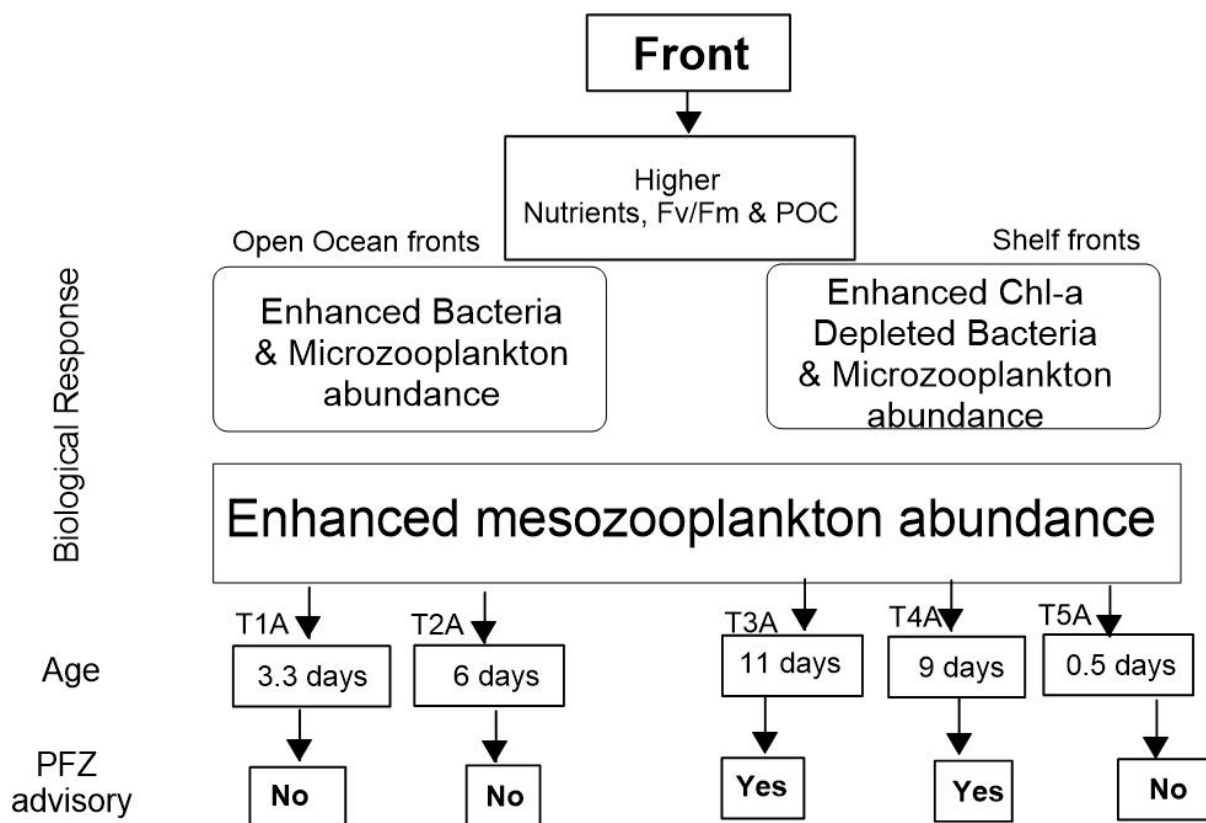 Front
Higher
Nutrients, Fv/Fm & POC
Open Ocean fronts
Shelf fronts
Biological Response
Enhanced Bacteria
& Microzooplankton
abundance
Enhanced Chl-a
Depleted Bacteria
& Microzooplankton
abundance
Enhanced mesozooplankton abundance
T1A
T2A
T3A
T4A
T5A
Age
3.3 days
6 days
11 days
9 days
0.5 days
PFZ
advisory
No
No
Yes
Yes
No